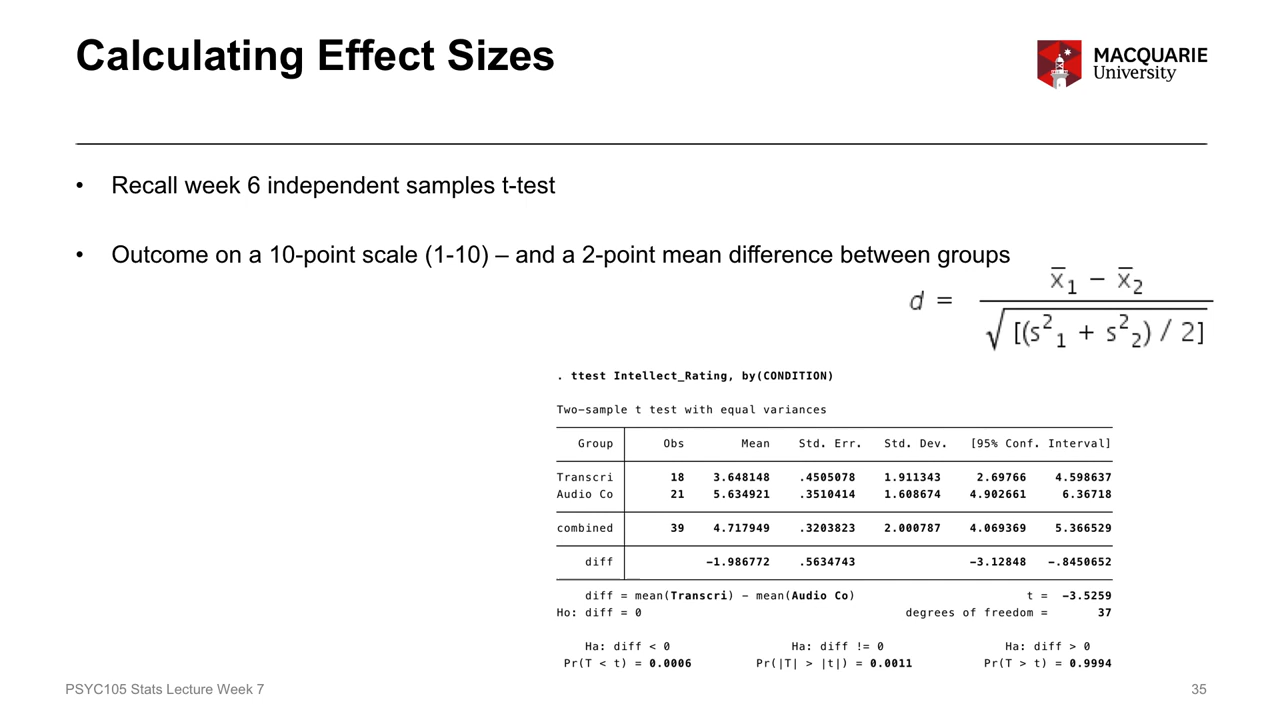 Calculating Effect Sizes
MACQUARIE
University
• Recall week 6 independent samples t-test
• Outcome on a 10-point scale (1-10) – and a 2-point mean difference between groups
d = x̅₁ − x̅₂ / √[(s²₁ + s²₂) / 2]
. ttest Intellect_Rating, by(CONDITION)
Two-sample t test with equal variances
Group Obs Mean Std. Err. Std. Dev. [95% Conf. Interval]
Transcri 18 3.648148 .4505078 1.911343 2.69766 4.598637
Audio Co 21 5.634921 .3510414 1.608674 4.902661 6.36718
combined 39 4.717949 .3203823 2.000787 4.069369 5.366529
diff −1.986772 .5634743 −3.12848 −.8450652
diff = mean(Transcri) − mean(Audio Co) t = −3.5259
Ho: diff = 0 degrees of freedom = 37
Ha: diff < 0 Ha: diff != 0 Ha: diff > 0
Pr(T < t) = 0.0006 Pr(|T| > |t|) = 0.0011 Pr(T > t) = 0.9994
PSYC105 Stats Lecture Week 7
35